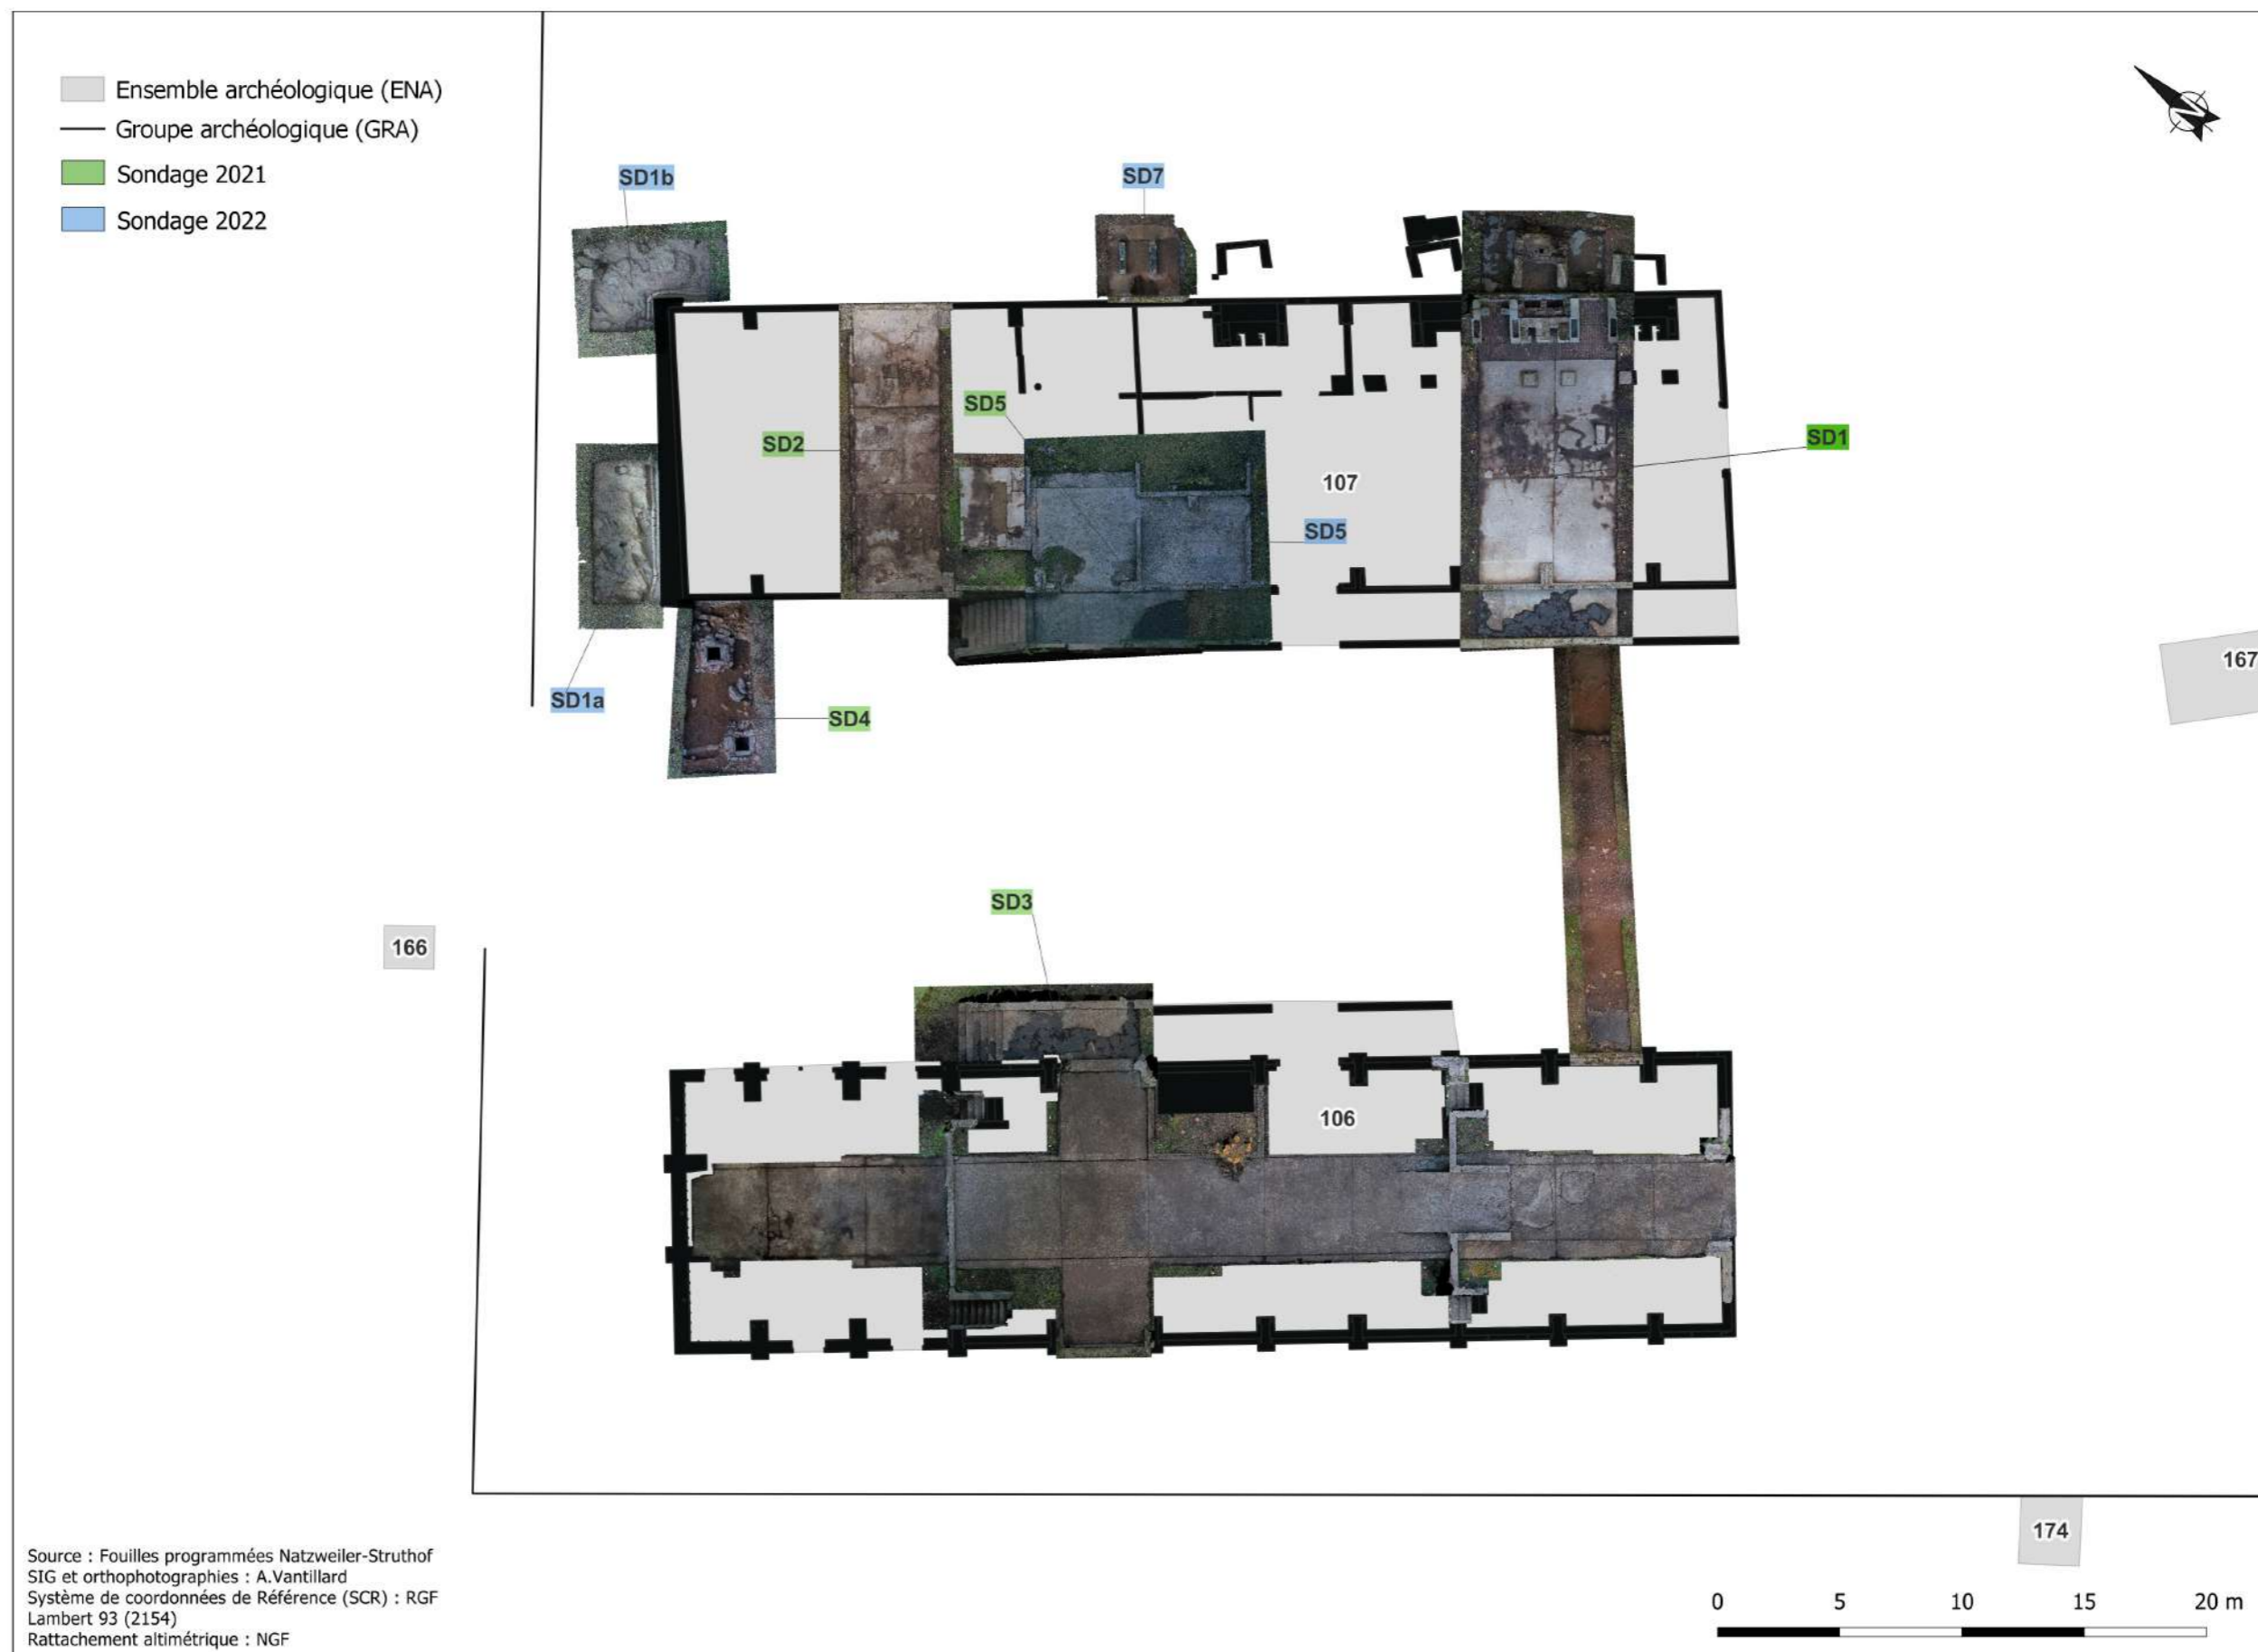 Ensemble archéologique (ENA)
Groupe archéologique (GRA)
Sondage 2021
Sondage 2022
SD1b
SD7
SD5
SD2
SD1
107
SD5
167
SD1a
SD4
SD3
166
106
174
Source : Fouilles programmées Natzweiler-Struthof
SIG et orthophotographies : A.Vantillard
Système de coordonnées de Référence (SCR) : RGF
Lambert 93 (2154)
Rattachement altimétrique : NGF
0 5 10 15 20 m